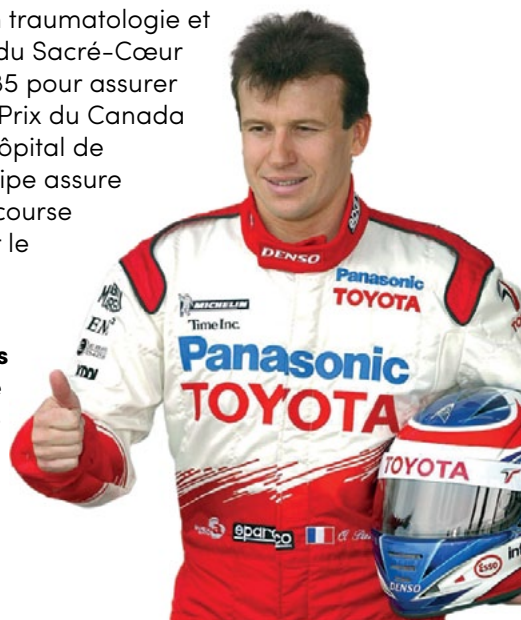 traumatologie et
du Sacré-Cœur
85 pour assurer
Prix du Canada
ôpital de
ipe assure
course
le
s
DENSO
Panasonic
TOYOTA
MICHELIN
Time Inc.
Panasonic
TOYOTA
sparco
TOYOTA
Esso
DENSO